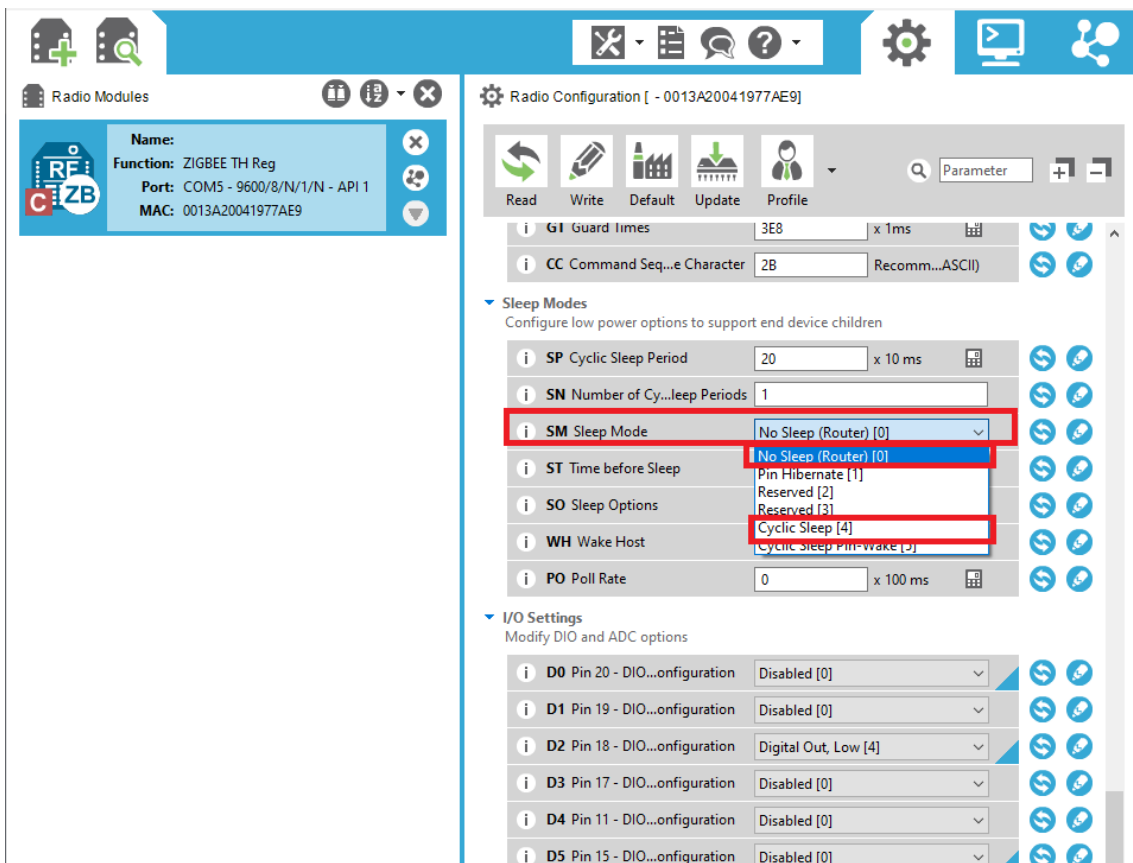 Radio Modules
Name:
Function: ZIGBEE TH Reg
Port: COM5 - 9600/8/N/1/N - API 1
MAC: 0013A20041977AE9
RF
C ZB
Radio Configuration [ - 0013A20041977AE9]
Read Write Default Update Profile
Parameter
i GT Guard Times 3E8 x 1ms
i CC Command Seq...e Character 2B Recomm...ASCII)
Sleep Modes
Configure low power options to support end device children
i SP Cyclic Sleep Period 20 x 10 ms
i SN Number of Cy...leep Periods 1
i SM Sleep Mode No Sleep (Router) [0]
No Sleep (Router) [0]
Pin Hibernate [1]
i ST Time before Sleep
Reserved [2]
i SO Sleep Options
Reserved [3]
Cyclic Sleep [4]
i WH Wake Host
Cyclic Sleep Pin-Wake [5]
i PO Poll Rate 0 x 100 ms
I/O Settings
Modify DIO and ADC options
i D0 Pin 20 - DIO...onfiguration Disabled [0]
i D1 Pin 19 - DIO...onfiguration Disabled [0]
i D2 Pin 18 - DIO...onfiguration Digital Out, Low [4]
i D3 Pin 17 - DIO...onfiguration Disabled [0]
i D4 Pin 11 - DIO...onfiguration Disabled [0]
i D5 Pin 15 - DIO...onfiguration Disabled [0]